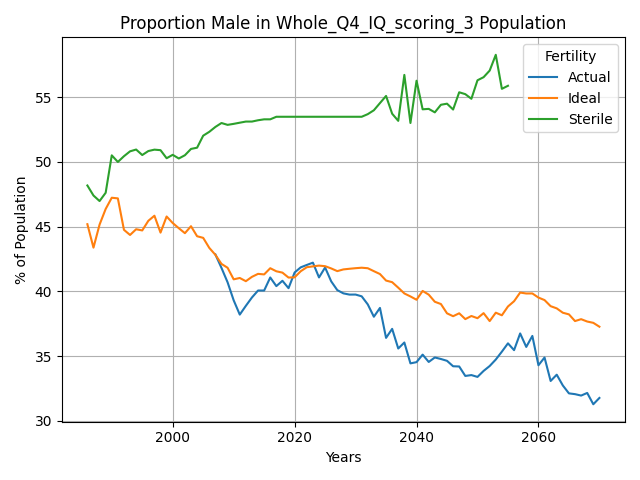 Proportion Male in Whole_Q4_IQ_scoring_3 Population
Fertility
Actual
Ideal
Sterile
% of Population
55
50
45
40
35
30
2000
2020
2040
2060
Years